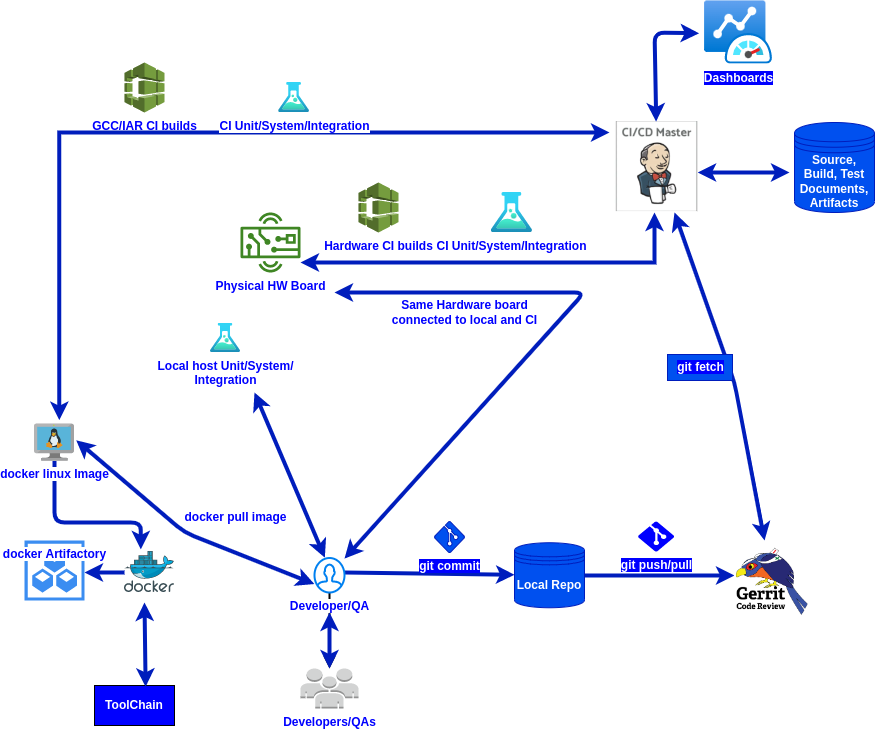 Dashboards
GCC/IAR CI builds
CI Unit/System/Integration
CI/CD Master
Source,
Build, Test
Documents,
Artifacts
Hardware CI builds CI Unit/System/Integration
Physical HW Board
Same Hardware board
connected to local and CI
Local host Unit/System/
Integration
git fetch
docker linux Image
docker pull image
docker Artifactory
docker
git commit
git push/pull
Local Repo
Gerrit
Code Review
Developer/QA
ToolChain
Developers/QAs